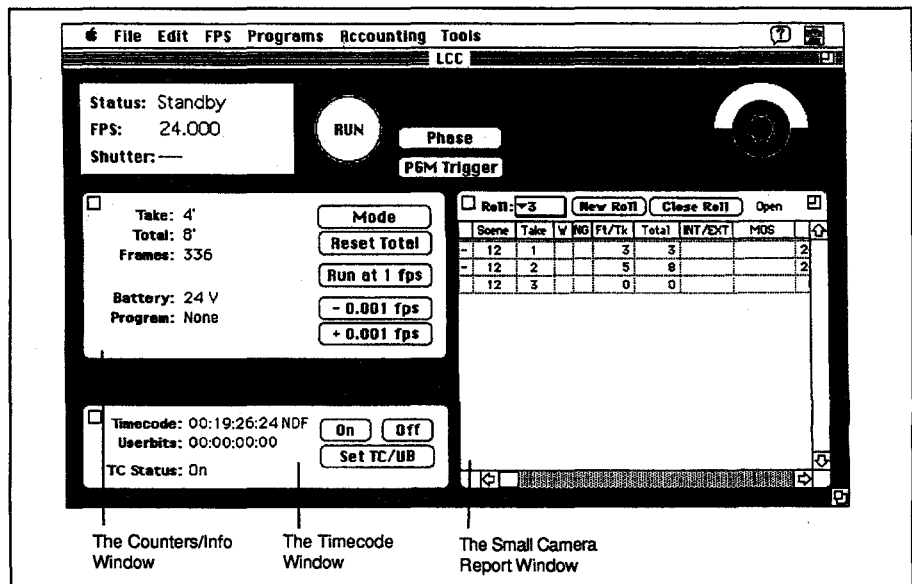 File Edit FPS Programs Accounting Tools
LCC
Status: Standby
FPS: 24.000
Shutter: —
RUN
Phase
PGM Trigger
Take: 4'
Total: 8'
Frames: 336
Battery: 24 V
Program: None
Mode
Reset Total
Run at 1 fps
- 0.001 fps
+ 0.001 fps
Roll: 3 New Roll Close Roll Open
Scene Take W NG Ft/Tk Total INT/EXT MOS
- 12 1 3 3 2
- 12 2 5 8 2
12 3 0 0
Timecode: 00:19:26:24 NDF
Userbits: 00:00:00:00
TC Status: On
On Off
Set TC/UB
The Counters/Info
Window
The Timecode
Window
The Small Camera
Report Window